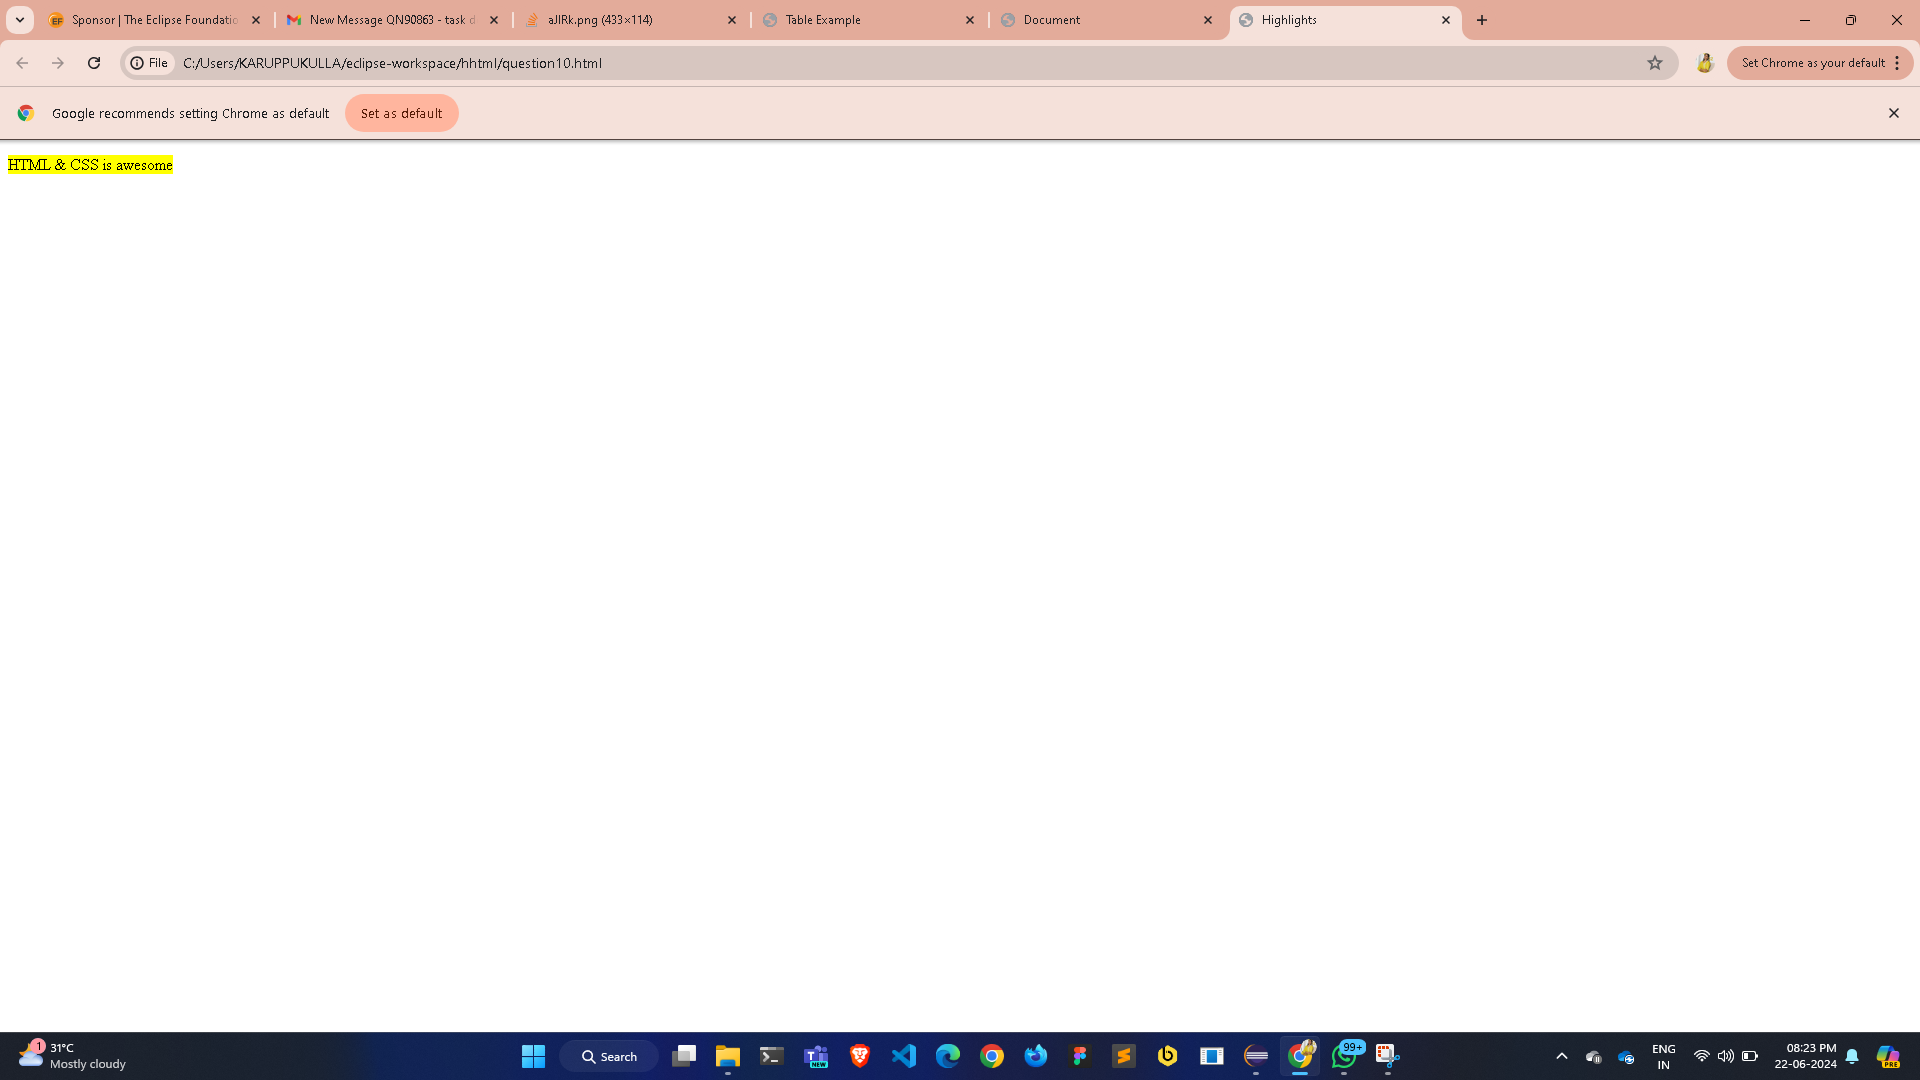 Sponsor | The Eclipse Foundatio
New Message QN90863 - task d
aJIRk.png (433×114)
Table Example
Document
Highlights
File
C:/Users/KARUPPUKULLA/eclipse-workspace/hhtml/question10.html
Set Chrome as your default
Google recommends setting Chrome as default
Set as default
HTML & CSS is awesome
1
31°C
Mostly cloudy
Search
NEW
99+
ENG
IN
08:23 PM
22-06-2024
PRE